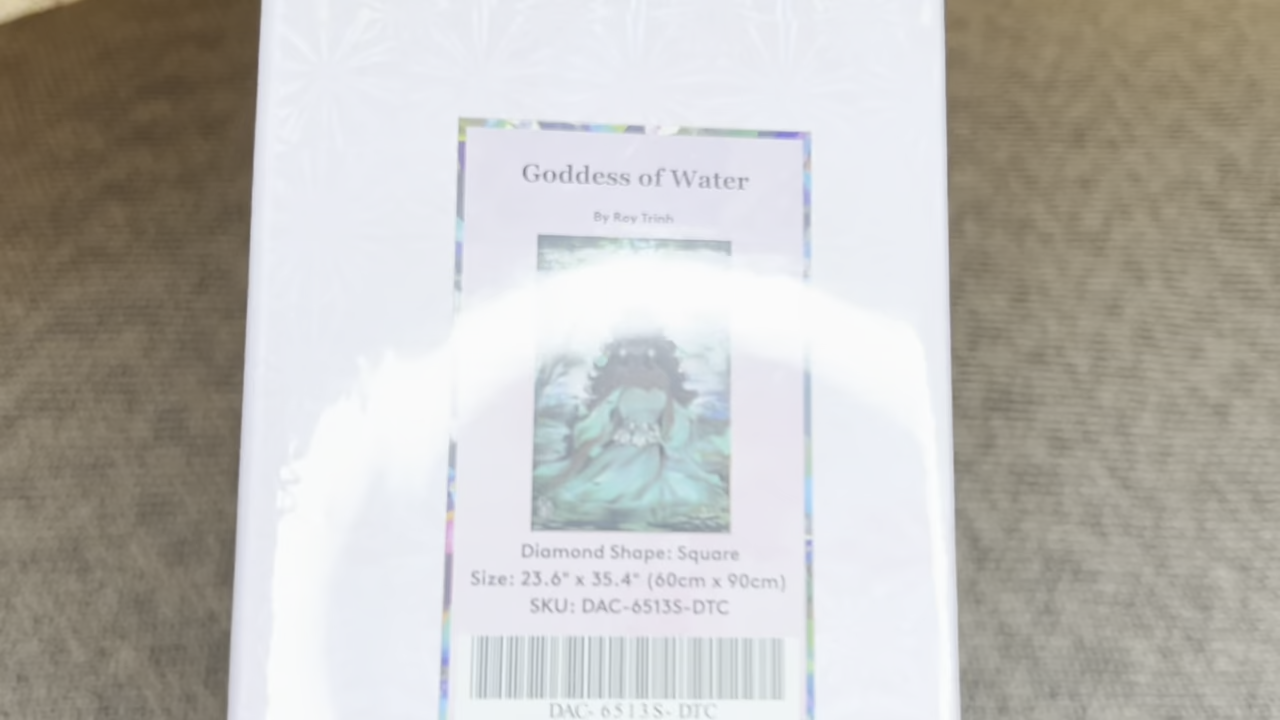 Goddess of Water
By Roy Trinh
Diamond Shape: Square
Size: 23.6" x 35.4" (60cm x 90cm)
SKU: DAC-6513S-DTC
DAC- 6513S- DTC